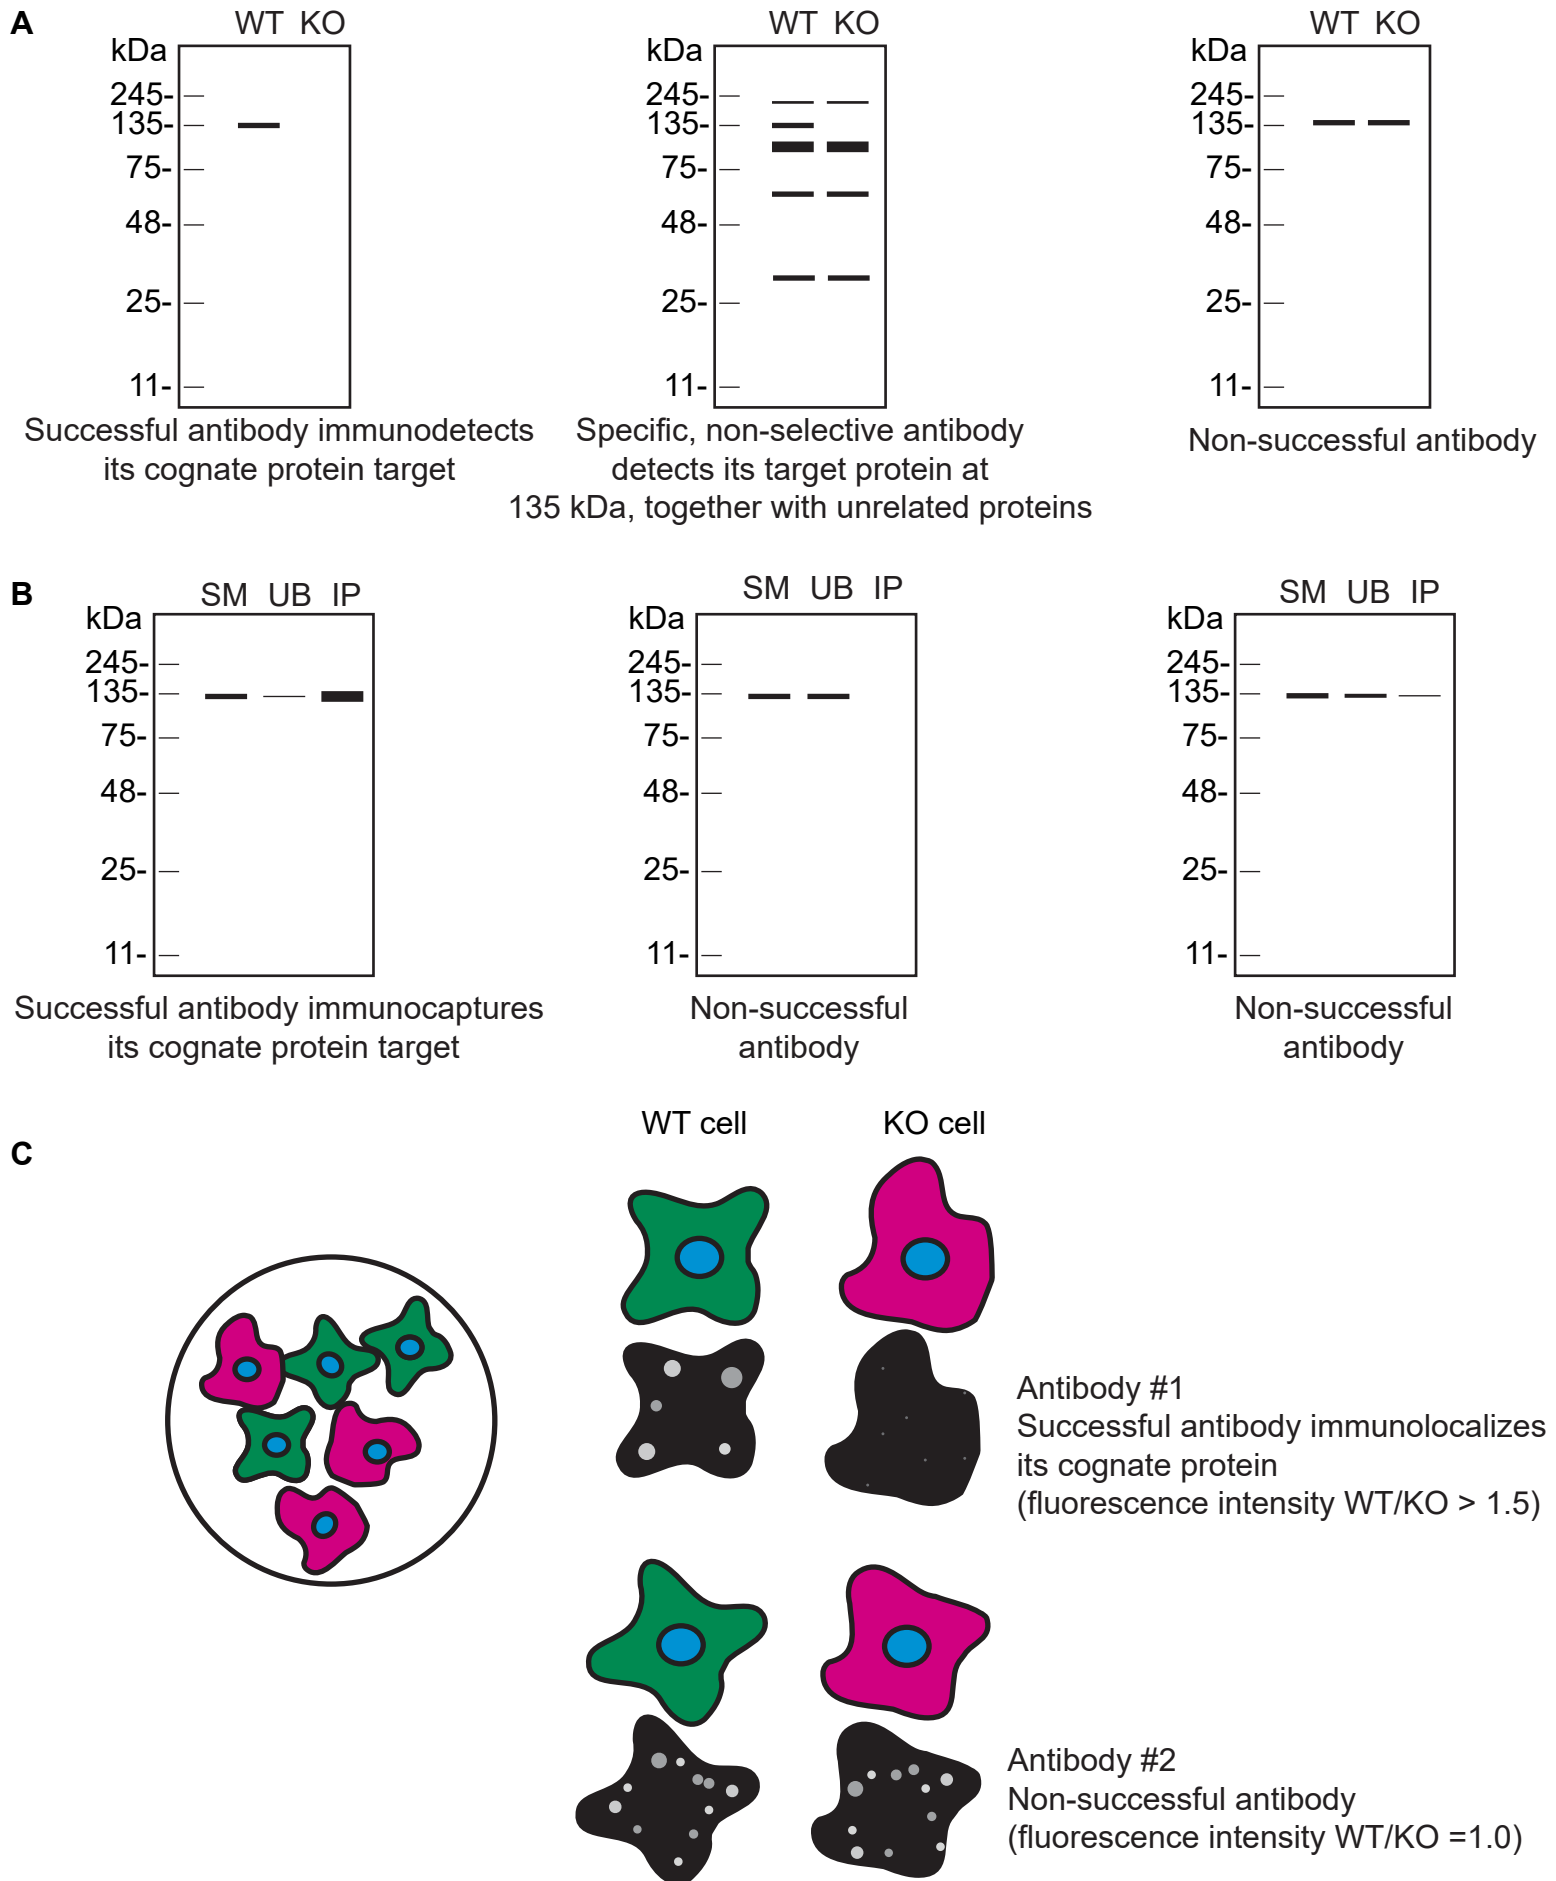 A
WT KO
kDa
245-
135-
75-
48-
25-
11-
Successful antibody immunodetects
its cognate protein target
WT KO
kDa
245-
135-
75-
48-
25-
11-
Specific, non-selective antibody
detects its target protein at
135 kDa, together with unrelated proteins
WT KO
kDa
245-
135-
75-
48-
25-
11-
Non-successful antibody
B
SM UB IP
kDa
245-
135-
75-
48-
25-
11-
Successful antibody immunocaptures
its cognate protein target
SM UB IP
kDa
245-
135-
75-
48-
25-
11-
Non-successful
antibody
SM UB IP
kDa
245-
135-
75-
48-
25-
11-
Non-successful
antibody
C
WT cell
KO cell
Antibody #1
Successful antibody immunolocalizes
its cognate protein
(fluorescence intensity WT/KO > 1.5)
Antibody #2
Non-successful antibody
(fluorescence intensity WT/KO =1.0)